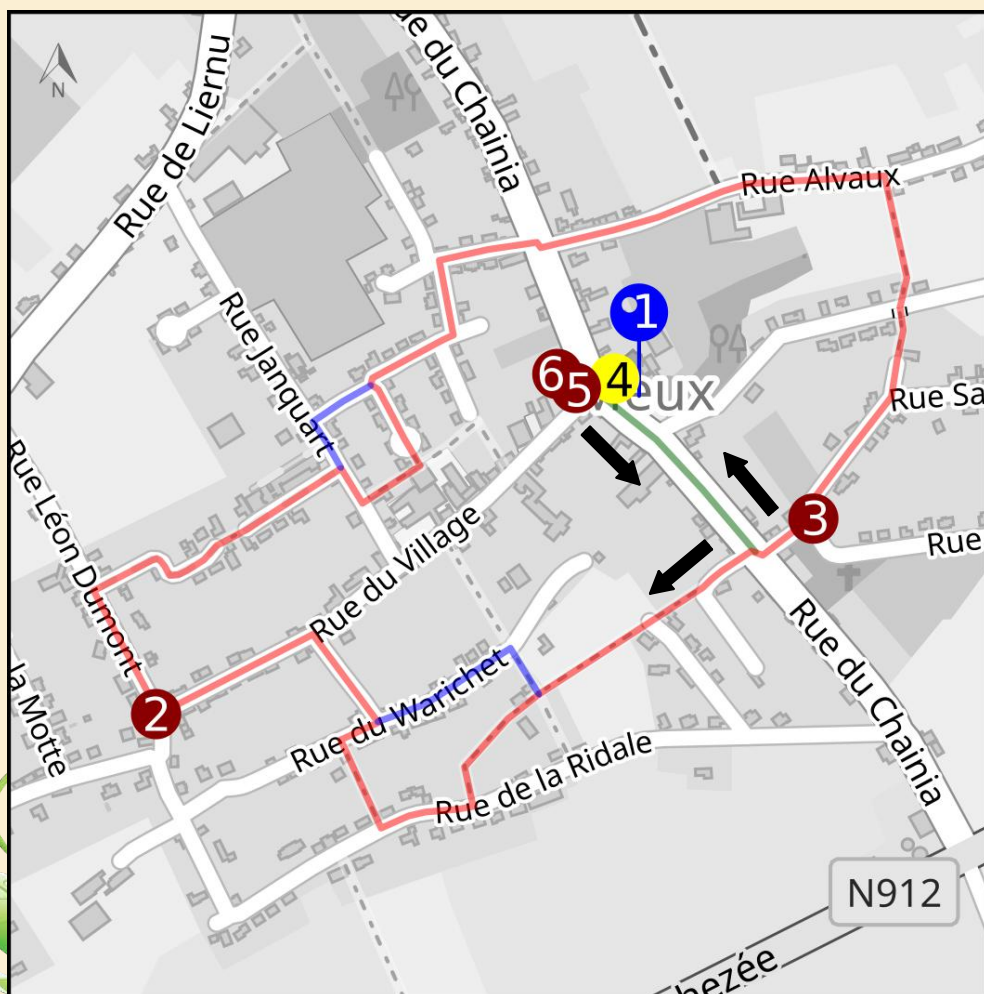 Rue de Liernu
ue du Chainia
N
Rue Alvaux
Rue Janquart
1
6
5
4
ieux
Rue Sa
3
Rue
Rue Léon Dumont
Rue du Village
la Motte
2
Rue du Warichet
Rue de la Ridale
Rue du Chainia
N912
hezée